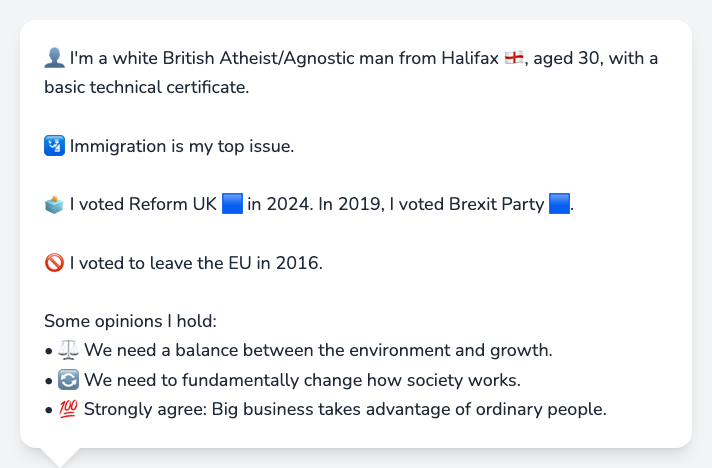 👤 I'm a white British Atheist/Agnostic man from Halifax 🏴󠁧󠁢󠁥󠁮󠁧󠁿, aged 30, with a
basic technical certificate.
🛂 Immigration is my top issue.
🗳️ I voted Reform UK 🟦 in 2024. In 2019, I voted Brexit Party 🟦.
🚫 I voted to leave the EU in 2016.
Some opinions I hold:
• ⚖️ We need a balance between the environment and growth.
• 🔄 We need to fundamentally change how society works.
• 💯 Strongly agree: Big business takes advantage of ordinary people.